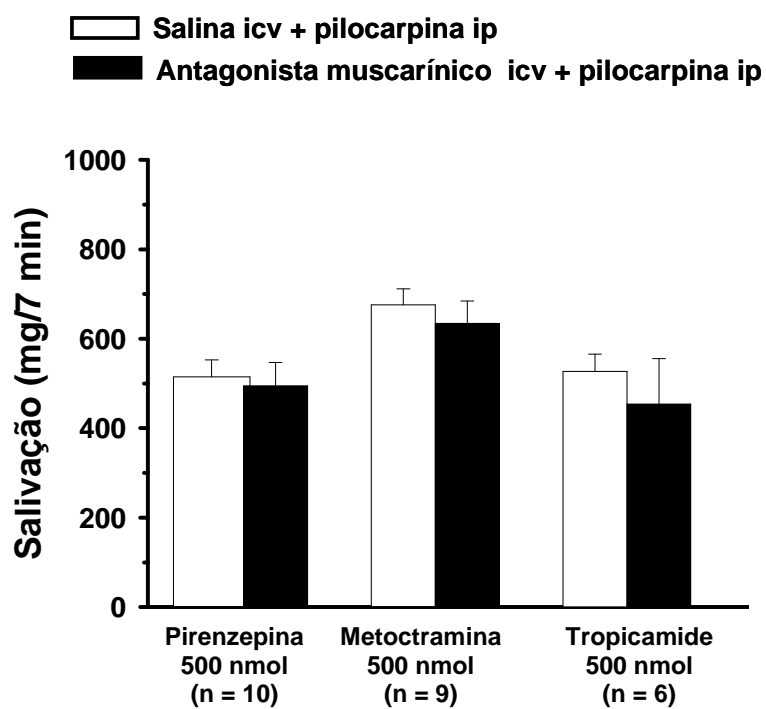 Salina icv + pilocarpina ip
Antagonista muscarínico icv + pilocarpina ip
Salivação (mg/7 min)
1000
800
600
400
200
0
Pirenzepina
500 nmol
(n = 10)
Metoctramina
500 nmol
(n = 9)
Tropicamide
500 nmol
(n = 6)